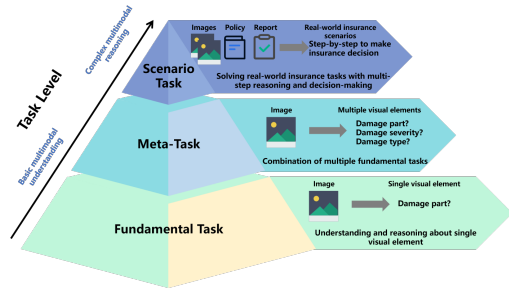 Task Level
Complex multimodal
reasoning
Basic multimodal
understanding
Scenario
Task
Images Policy Report
Real-world insurance
scenarios
Step-by-step to make
insurance decision
Solving real-world insurance tasks with multi-
step reasoning and decision-making
Meta-Task
Image
Multiple visual elements
Damage part?
Damage severity?
Damage type?
Combination of multiple fundamental tasks
Fundamental Task
Image
Single visual element
Damage part?
Understanding and reasoning about single
visual element